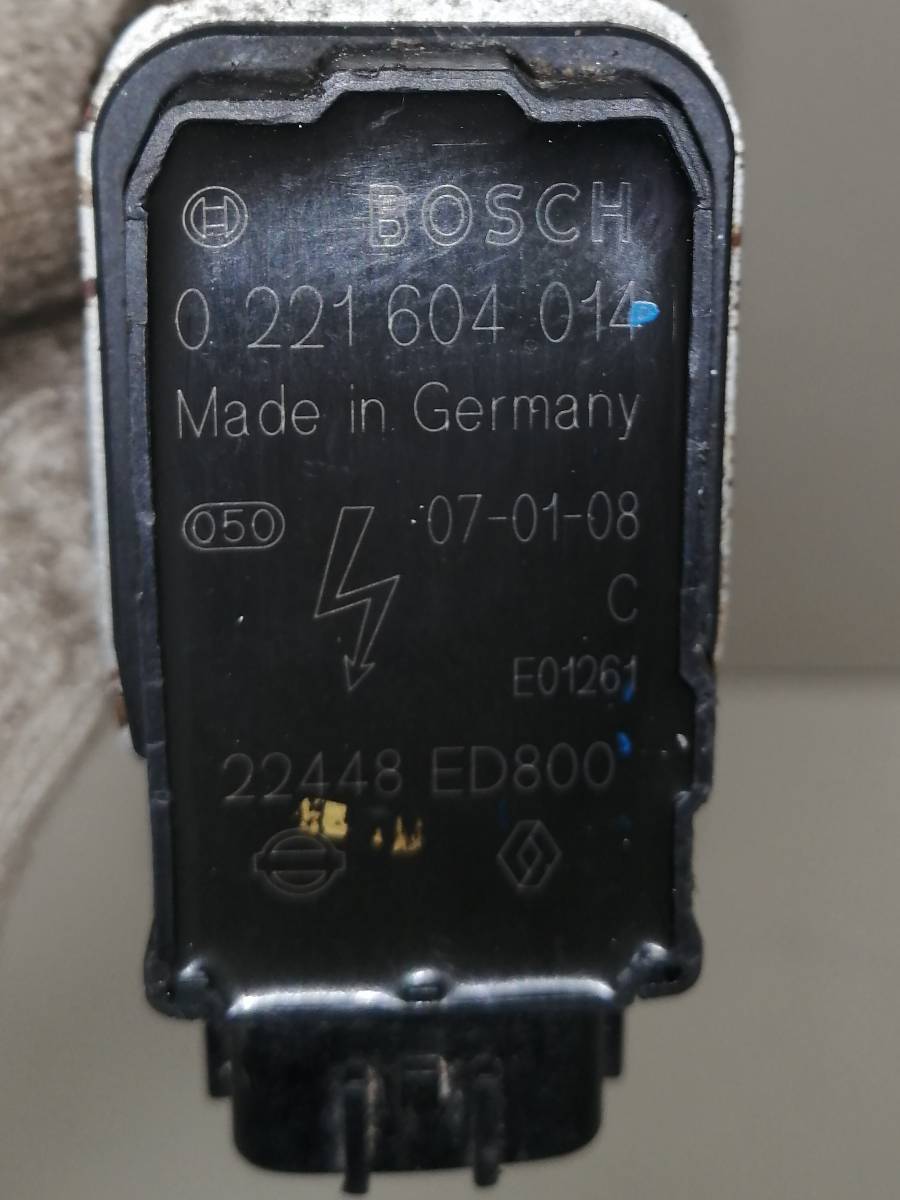 BOSCH
0 221 604 014
Made in Germany
050 07-01-08
C
E01261
22448 ED800